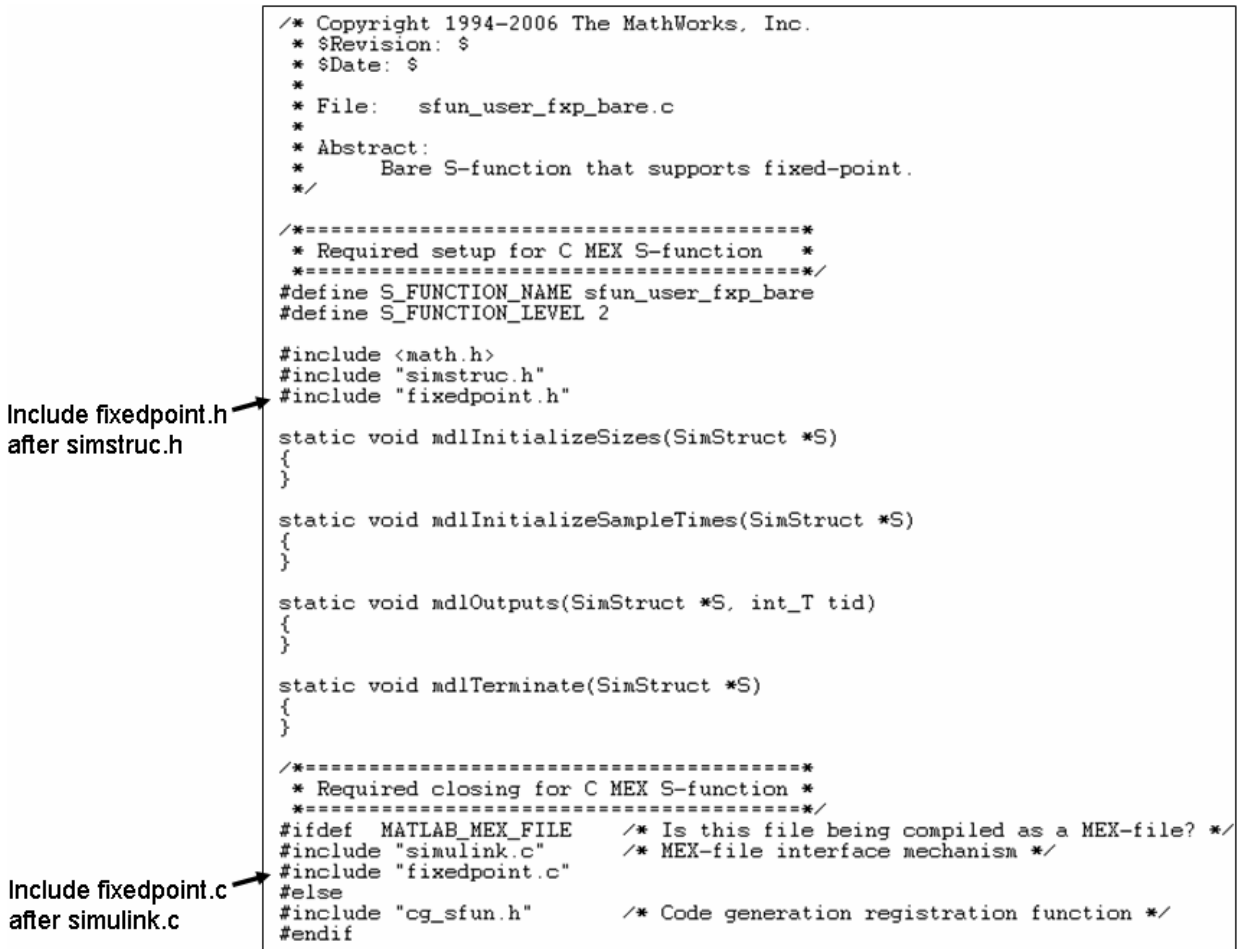 /* Copyright 1994-2006 The MathWorks, Inc.
 * $Revision: $
 * $Date: $
 *
 * File:   sfun_user_fxp_bare.c
 *
 * Abstract:
 *      Bare S-function that supports fixed-point.
 */

/*=======================================*
 * Required setup for C MEX S-function   *
 *=======================================*/
#define S_FUNCTION_NAME sfun_user_fxp_bare
#define S_FUNCTION_LEVEL 2

#include <math.h>
#include "simstruc.h"
#include "fixedpoint.h"
Include fixedpoint.h
after simstruc.h

static void mdlInitializeSizes(SimStruct *S)
{
}

static void mdlInitializeSampleTimes(SimStruct *S)
{
}

static void mdlOutputs(SimStruct *S, int_T tid)
{
}

static void mdlTerminate(SimStruct *S)
{
}

/*=======================================*
 * Required closing for C MEX S-function *
 *=======================================*/
#ifdef  MATLAB_MEX_FILE    /* Is this file being compiled as a MEX-file? */
#include "simulink.c"      /* MEX-file interface mechanism */
#include "fixedpoint.c"
Include fixedpoint.c
after simulink.c
#else
#include "cg_sfun.h"       /* Code generation registration function */
#endif